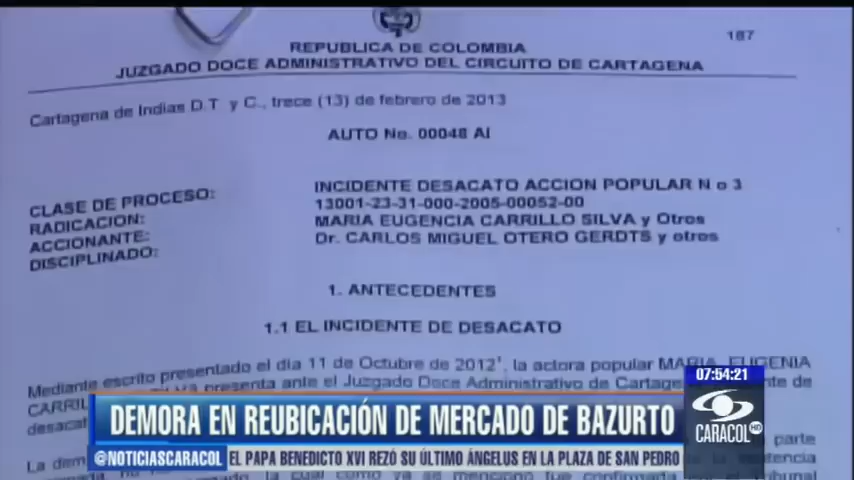 187
REPUBLICA DE COLOMBIA
JUZGADO DOCE ADMINISTRATIVO DEL CIRCUITO DE CARTAGENA
Cartagena de Indias D.T. y C., trece (13) de febrero de 2013
AUTO No. 00048 AI
CLASE DE PROCESO: INCIDENTE DESACATO ACCION POPULAR N o 3
RADICACION: 13001-23-31-000-2005-00052-00
ACCIONANTE: MARIA EUGENCIA CARRILLO SILVA y Otros
DISCIPLINADO: Dr. CARLOS MIGUEL OTERO GERDTS y otros
1. ANTECEDENTES
1.1 EL INCIDENTE DE DESACATO
Mediante escrito presentado el día 11 de Octubre de 2012¹, la actora popular MARIA EUGENIA
presenta ante el Juzgado Doce Administrativo de
07:54:21
DEMORA EN REUBICACIÓN DE MERCADO DE BAZURTO
CARACOL HD
parte
@NOTICIASCARACOL EL PAPA BENEDICTO XVI REZÓ SU ÚLTIMO ÁNGELUS EN LA PLAZA DE SAN PEDRO